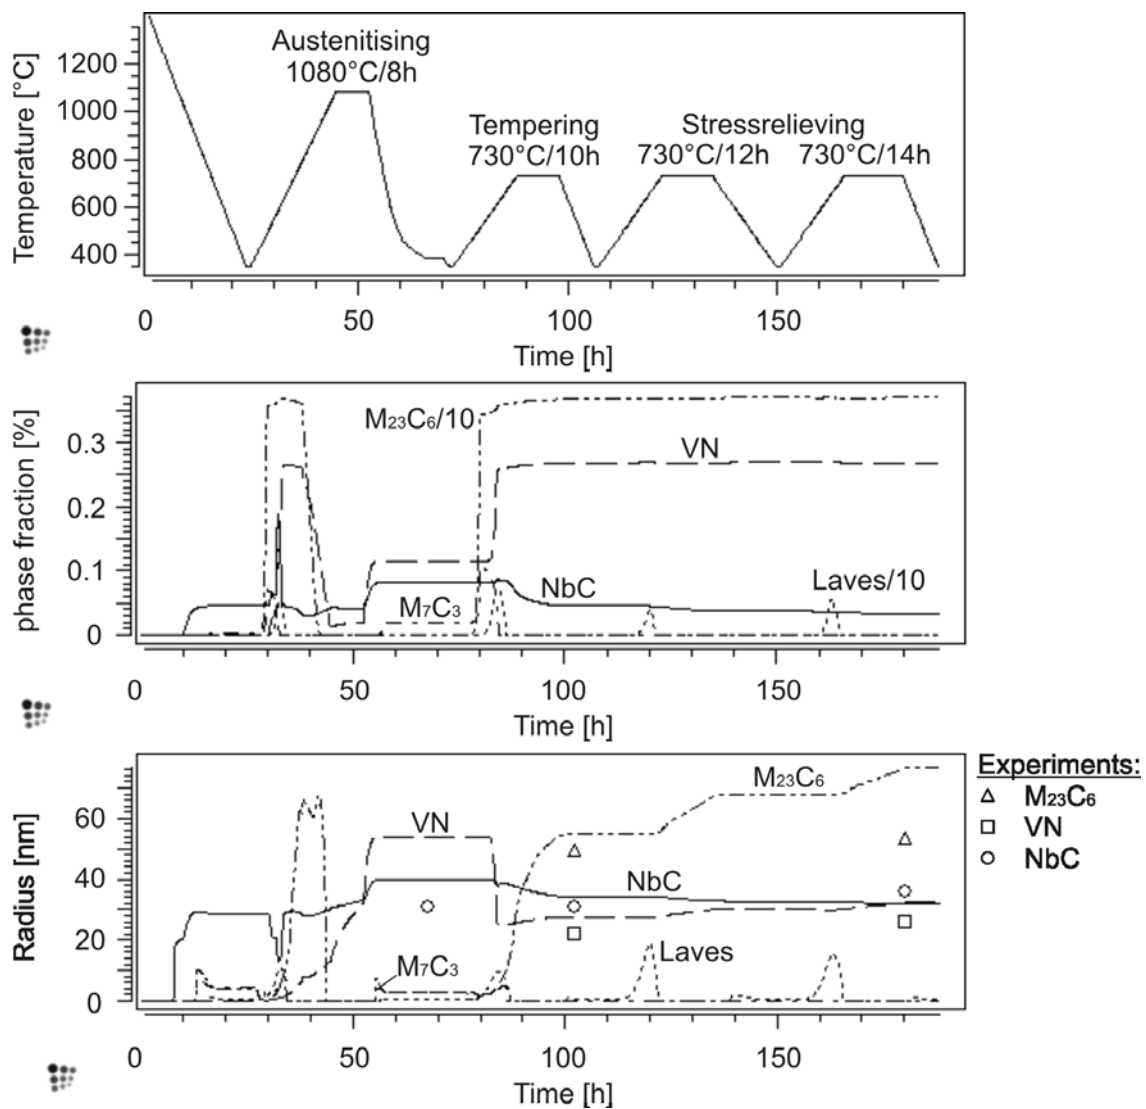 Temperature [°C]
1200
1000
800
600
400
Austenitising
1080°C/8h
Tempering
730°C/10h
Stressrelieving
730°C/12h 730°C/14h
0 50 100 150
Time [h]
phase fraction [%]
0.3
0.2
0.1
0
M23C6/10
VN
NbC
Laves/10
M7C3
0 50 100 150
Time [h]
Radius [nm]
60
40
20
0
M23C6
VN
NbC
M7C3
Laves
0 50 100 150
Time [h]
Experiments:
M23C6
VN
NbC